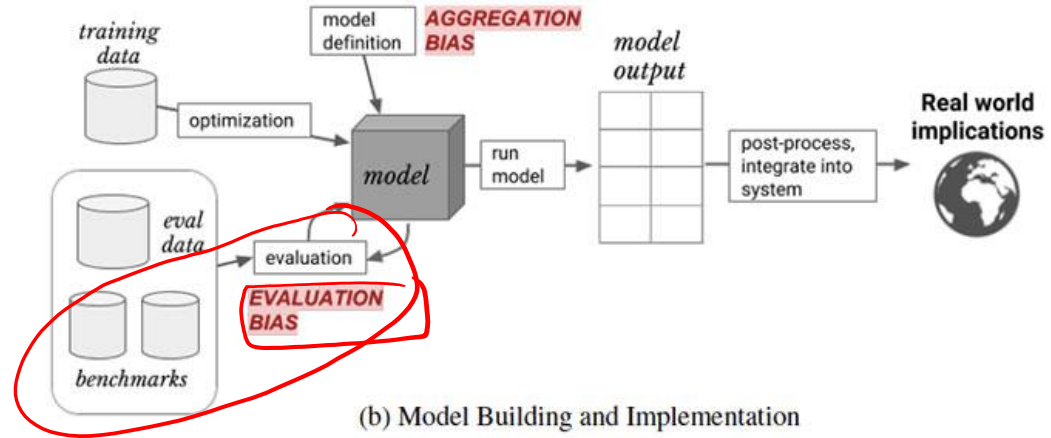 training
data
optimization
model
definition
AGGREGATION
BIAS
model
run
model
model
output
post-process,
integrate into
system
Real world
implications
eval
data
evaluation
EVALUATION
BIAS
benchmarks
(b) Model Building and Implementation